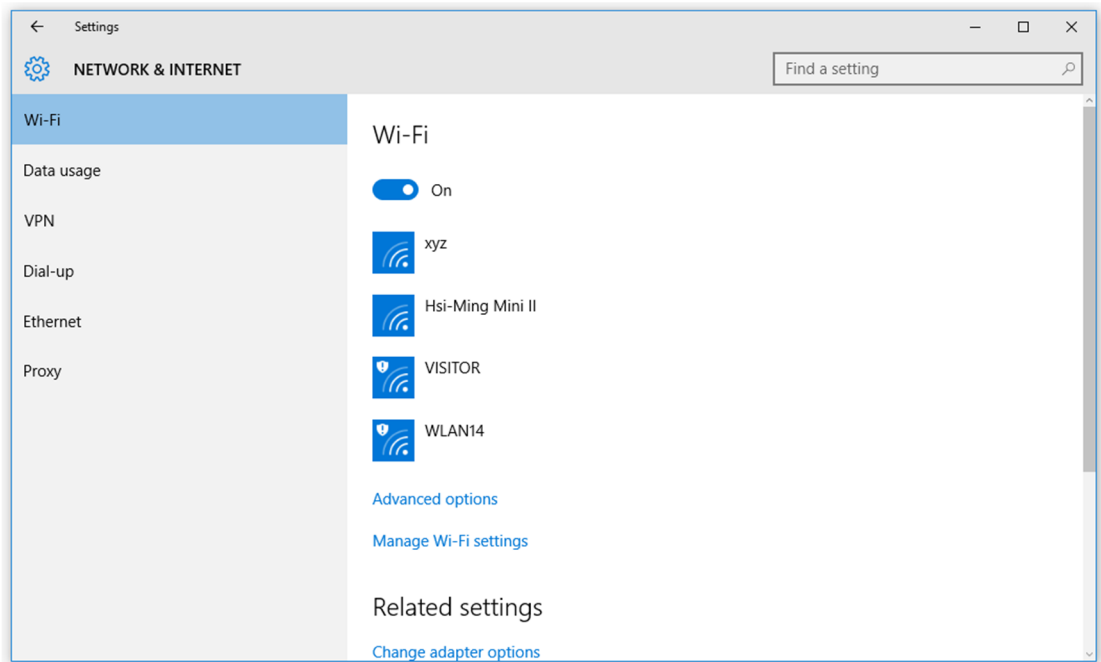 Settings
NETWORK & INTERNET
Find a setting
Wi-Fi
Data usage
VPN
Dial-up
Ethernet
Proxy
Wi-Fi
On
xyz
Hsi-Ming Mini II
VISITOR
WLAN14
Advanced options
Manage Wi-Fi settings
Related settings
Change adapter options